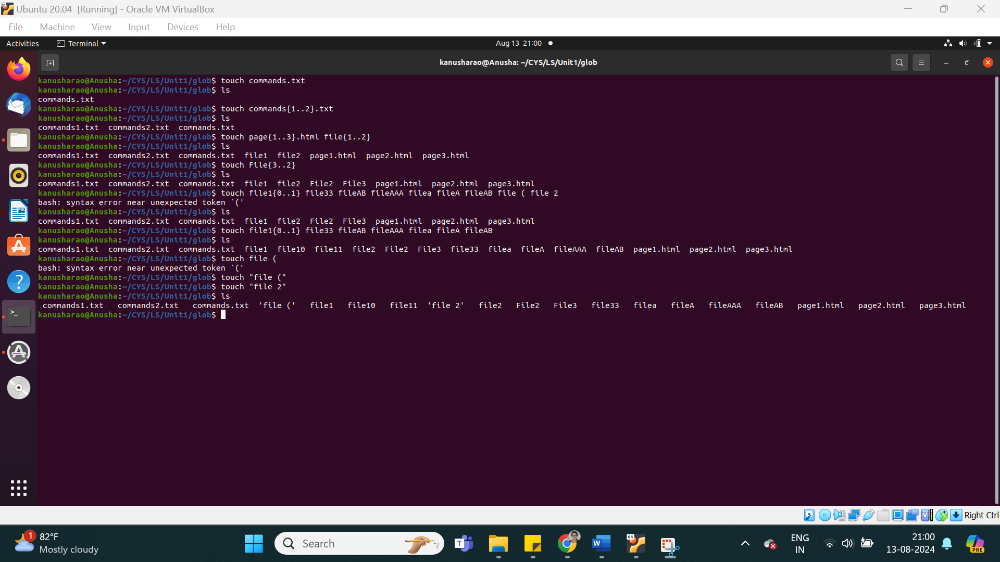 Ubuntu 20.04 [Running] - Oracle VM VirtualBox
File Machine View Input Devices Help
Activities Terminal Aug 13 21:00
kanusharao@Anusha: ~/CYS/LS/Unit1/glob
kanusharao@Anusha:~/CYS/LS/Unit1/glob$ touch commands.txt
kanusharao@Anusha:~/CYS/LS/Unit1/glob$ ls
commands.txt
kanusharao@Anusha:~/CYS/LS/Unit1/glob$ touch commands{1..2}.txt
kanusharao@Anusha:~/CYS/LS/Unit1/glob$ ls
commands1.txt  commands2.txt  commands.txt
kanusharao@Anusha:~/CYS/LS/Unit1/glob$ touch page{1..3}.html file{1..2}
kanusharao@Anusha:~/CYS/LS/Unit1/glob$ ls
commands1.txt  commands2.txt  commands.txt  file1  file2  page1.html  page2.html  page3.html
kanusharao@Anusha:~/CYS/LS/Unit1/glob$ touch File{3..2}
kanusharao@Anusha:~/CYS/LS/Unit1/glob$ ls
commands1.txt  commands2.txt  commands.txt  file1  file2  File2  File3  page1.html  page2.html  page3.html
kanusharao@Anusha:~/CYS/LS/Unit1/glob$ touch file1{0..1} file33 fileAB fileAAA filea fileA fileAB file ( file 2
bash: syntax error near unexpected token `('
kanusharao@Anusha:~/CYS/LS/Unit1/glob$ ls
commands1.txt  commands2.txt  commands.txt  file1  file2  File2  File3  page1.html  page2.html  page3.html
kanusharao@Anusha:~/CYS/LS/Unit1/glob$ touch file1{0..1} file33 fileAB fileAAA filea fileA fileAB
kanusharao@Anusha:~/CYS/LS/Unit1/glob$ ls
commands1.txt  commands2.txt  commands.txt  file1  file10  file11  file2  File2  File3  file33  filea  fileA  fileAAA  fileAB  page1.html  page2.html  page3.html
kanusharao@Anusha:~/CYS/LS/Unit1/glob$ touch file (
bash: syntax error near unexpected token `('
kanusharao@Anusha:~/CYS/LS/Unit1/glob$ touch "file ("
kanusharao@Anusha:~/CYS/LS/Unit1/glob$ touch "file 2"
kanusharao@Anusha:~/CYS/LS/Unit1/glob$ ls
 commands1.txt   commands2.txt   commands.txt  'file ('   file1   file10   file11  'file 2'   file2   File2   File3   file33   filea   fileA   fileAAA   fileAB   page1.html   page2.html   page3.html
kanusharao@Anusha:~/CYS/LS/Unit1/glob$
Right Ctrl
1 82°F
Mostly cloudy
Search
64
ENG
IN
21:00
13-08-2024
PRE